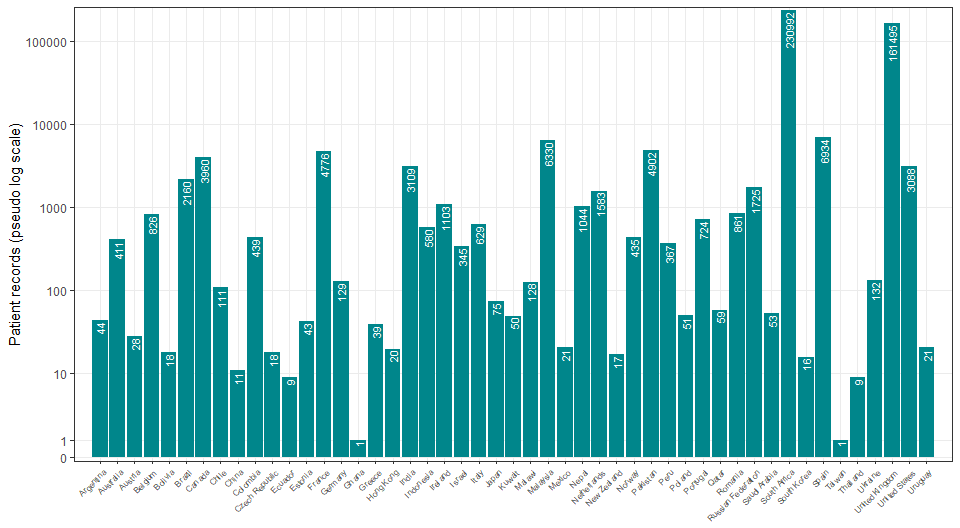 Patient records (pseudo log scale)
100000
10000
1000
100
10
1
0
44
411
28
826
18
2160
3960
111
11
439
18
9
43
4776
129
1
39
20
3109
580
1103
345
629
75
50
128
6330
21
1044
1583
17
435
4902
367
51
724
59
861
1725
53
230992
16
6934
1
9
132
161495
3088
21
Argentina
Australia
Austria
Belgium
Bolivia
Brazil
Canada
Chile
China
Colombia
Czech Republic
Ecuador
Estonia
France
Germany
Ghana
Greece
Hong Kong
India
Indonesia
Ireland
Israel
Italy
Japan
Kuwait
Malawi
Malaysia
Mexico
Nepal
Netherlands
New Zealand
Norway
Pakistan
Peru
Poland
Portugal
Qatar
Romania
Russian Federation
Saudi Arabia
South Africa
South Korea
Spain
Taiwan
Thailand
Ukraine
United Kingdom
United States
Uruguay